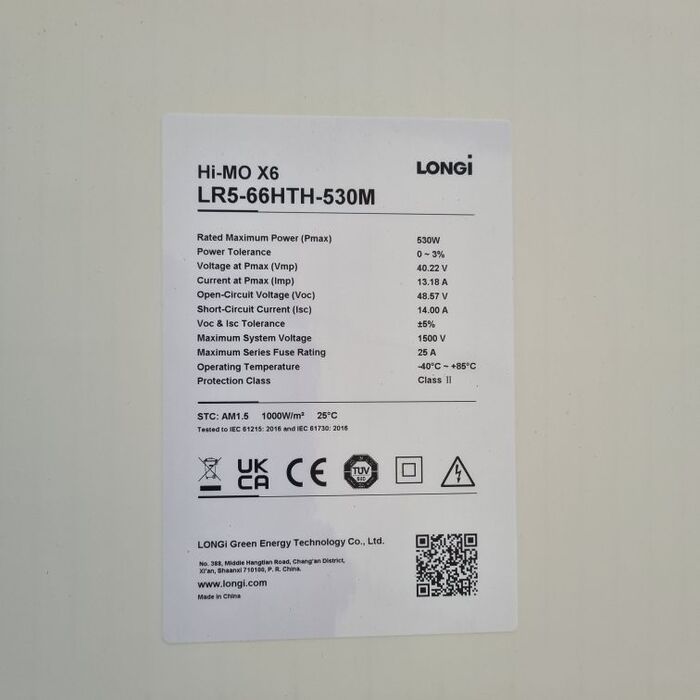 Hi-MO X6
LONGi
LR5-66HTH-530M
Rated Maximum Power (Pmax) 530W
Power Tolerance 0 ~ 3%
Voltage at Pmax (Vmp) 40.22 V
Current at Pmax (Imp) 13.18 A
Open-Circuit Voltage (Voc) 48.57 V
Short-Circuit Current (Isc) 14.00 A
Voc & Isc Tolerance ±5%
Maximum System Voltage 1500 V
Maximum Series Fuse Rating 25 A
Operating Temperature -40°C ~ +85°C
Protection Class Class II
STC: AM1.5 1000W/m² 25°C
Tested to IEC 61215: 2016 and IEC 61730: 2016
UK CA CE TÜV SÜD
LONGi Green Energy Technology Co., Ltd.
No. 388, Middle Hangtian Road, Chang'an District,
Xi'an, Shaanxi 710100, P. R. China.
www.longi.com
Made in China